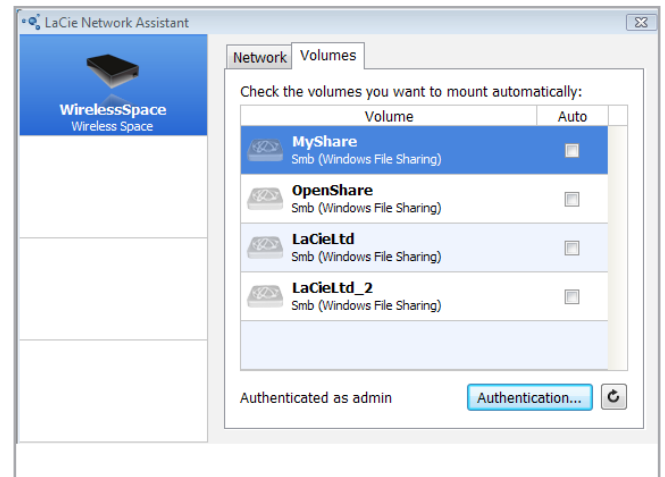 LaCie Network Assistant
WirelessSpace
Wireless Space
Network Volumes
Check the volumes you want to mount automatically:
Volume Auto
MyShare
Smb (Windows File Sharing)
OpenShare
Smb (Windows File Sharing)
LaCieLtd
Smb (Windows File Sharing)
LaCieLtd_2
Smb (Windows File Sharing)
Authenticated as admin Authentication...